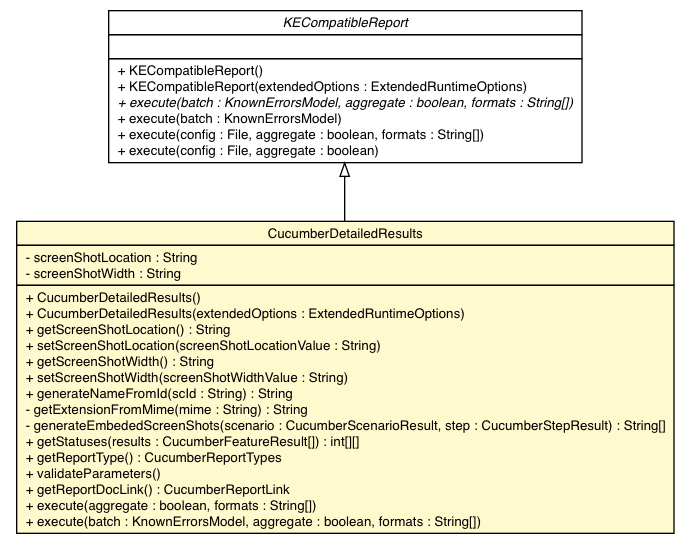 KECompatibleReport
+ KECompatibleReport()
+ KECompatibleReport(extendedOptions : ExtendedRuntimeOptions)
+ execute(batch : KnownErrorsModel, aggregate : boolean, formats : String[])
+ execute(batch : KnownErrorsModel)
+ execute(config : File, aggregate : boolean, formats : String[])
+ execute(config : File, aggregate : boolean)
CucumberDetailedResults
- screenShotLocation : String
- screenShotWidth : String
+ CucumberDetailedResults()
+ CucumberDetailedResults(extendedOptions : ExtendedRuntimeOptions)
+ getScreenShotLocation() : String
+ setScreenShotLocation(screenShotLocationValue : String)
+ getScreenShotWidth() : String
+ setScreenShotWidth(screenShotWidthValue : String)
+ generateNameFromId(scId : String) : String
- getExtensionFromMime(mime : String) : String
- generateEmbededScreenShots(scenario : CucumberScenarioResult, step : CucumberStepResult) : String[]
+ getStatuses(results : CucumberFeatureResult[]) : int[][]
+ getReportType() : CucumberReportTypes
+ validateParameters()
+ getReportDocLink() : CucumberReportLink
+ execute(aggregate : boolean, formats : String[])
+ execute(batch : KnownErrorsModel, aggregate : boolean, formats : String[])